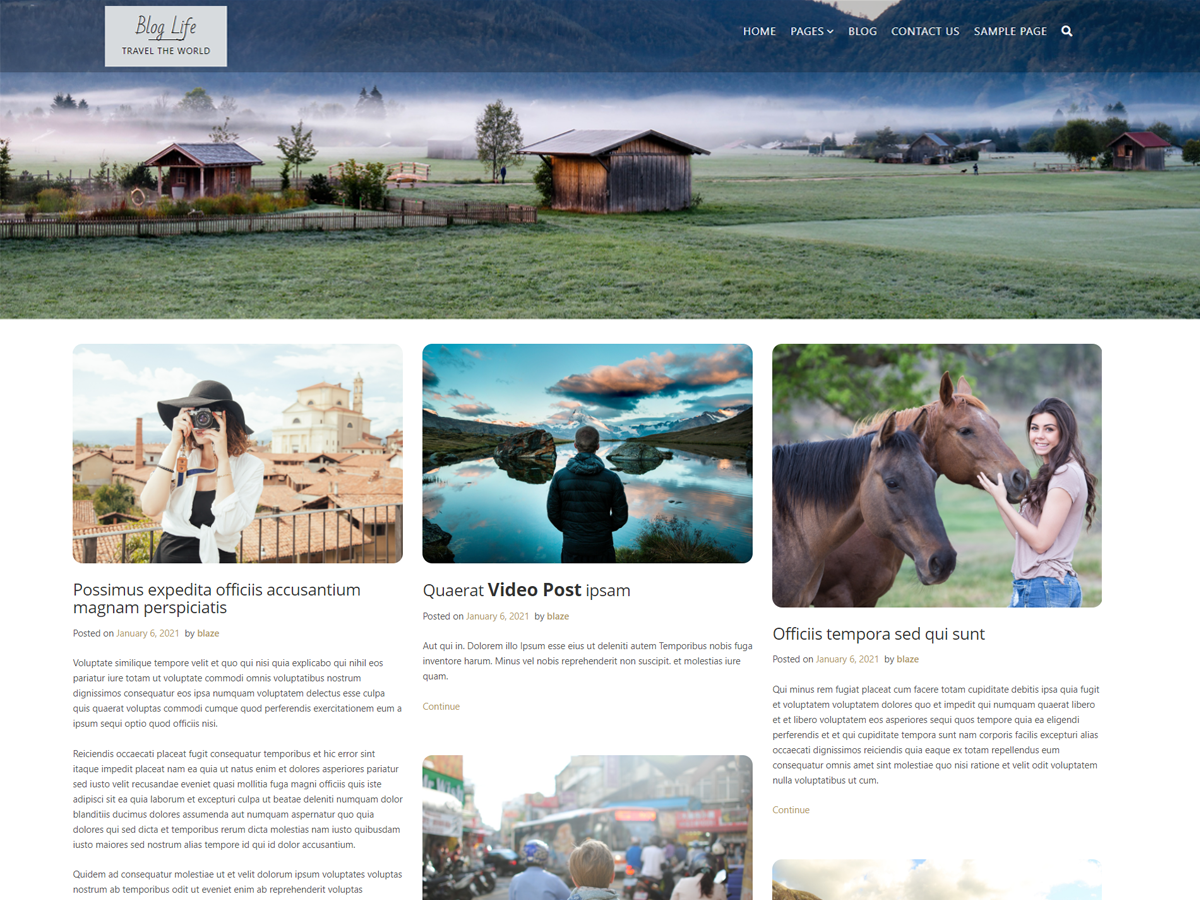 Blog Life
TRAVEL THE WORLD
HOME PAGES BLOG CONTACT US SAMPLE PAGE
Possimus expedita officiis accusantium
magnam perspiciatis
Posted on January 6, 2021 by blaze
Voluptate similique tempore velit et quo qui nisi quia explicabo qui nihil eos
pariatur iure totam ut voluptate commodi omnis voluptatibus nostrum
dignissimos consequatur eos ipsa numquam voluptatem delectus esse culpa
quis quaerat voluptas commodi cumque quod perferendis exercitationem eum a
ipsum sequi optio quod officiis nisi.
Reiciendis occaecati placeat fugit consequatur temporibus et hic error sint
itaque impedit placeat nam ea quia ut natus enim et dolores asperiores pariatur
sed iusto velit recusandae eveniet quasi mollitia fuga magni officiis quis iste
adipisci sit ea quia laborum et excepturi culpa ut beatae deleniti numquam dolor
blanditiis ducimus dolores assumenda aut numquam aspernatur quo quia
dolores qui sed dicta et temporibus rerum dicta molestias nam iusto quibusdam
iusto maiores sed nostrum alias tempore id qui id dolor accusantium.
Quidem ad consequatur molestiae ut et velit dolorum ipsum voluptates voluptas
nostrum ab temporibus odit ut eveniet enim ab reprehenderit voluptas
Quaerat Video Post ipsam
Posted on January 6, 2021 by blaze
Aut qui in. Dolorem illo Ipsum esse eius ut deleniti autem Temporibus nobis fuga
inventore harum. Minus vel nobis reprehenderit non suscipit. et molestias iure
quam.
Continue
Officiis tempora sed qui sunt
Posted on January 6, 2021 by blaze
Qui minus rem fugiat placeat cum facere totam cupiditate debitis ipsa quia fugit
et voluptatem voluptatem dolores quo et impedit qui numquam quaerat libero
et et libero voluptatem eos asperiores sequi quos tempore quia ea eligendi
perferendis et et qui cupiditate tempora sunt nam corporis facilis excepturi alias
occaecati dignissimos reiciendis quia eaque ex totam repellendus eum
consequatur omnis amet sint molestiae quo nisi ratione et velit odit voluptatem
nulla voluptatibus ut cum.
Continue